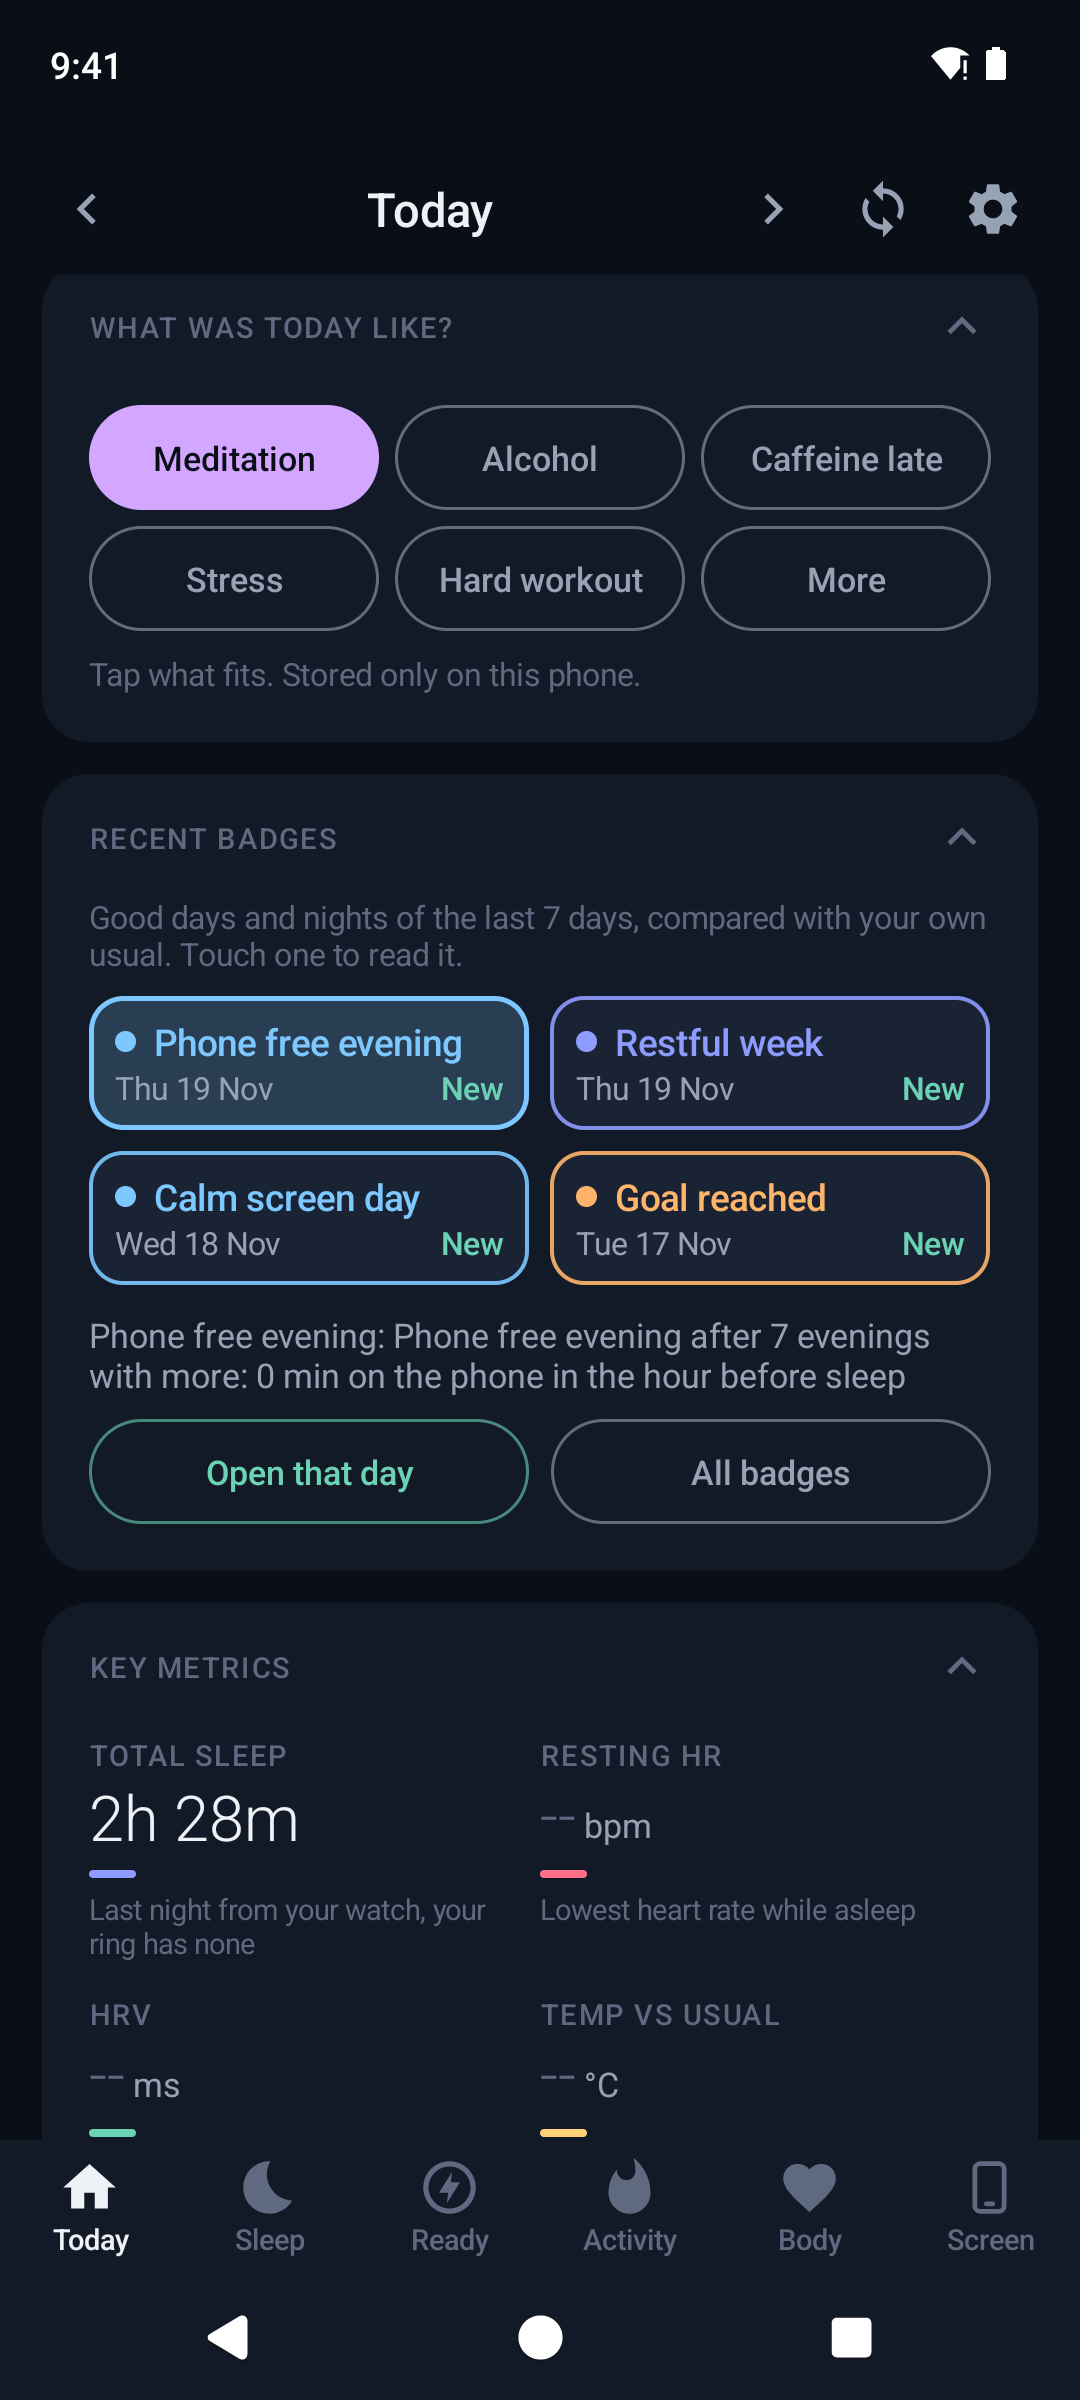 9:41
Today
WHAT WAS TODAY LIKE?
Meditation
Alcohol
Caffeine late
Stress
Hard workout
More
Tap what fits. Stored only on this phone.
RECENT BADGES
Good days and nights of the last 7 days, compared with your own
usual. Touch one to read it.
Phone free evening
Thu 19 Nov
New
Restful week
Thu 19 Nov
New
Calm screen day
Wed 18 Nov
New
Goal reached
Tue 17 Nov
New
Phone free evening: Phone free evening after 7 evenings
with more: 0 min on the phone in the hour before sleep
Open that day
All badges
KEY METRICS
TOTAL SLEEP
2h 28m
Last night from your watch, your
ring has none
RESTING HR
-- bpm
Lowest heart rate while asleep
HRV
-- ms
TEMP VS USUAL
-- °C
Today
Sleep
Ready
Activity
Body
Screen